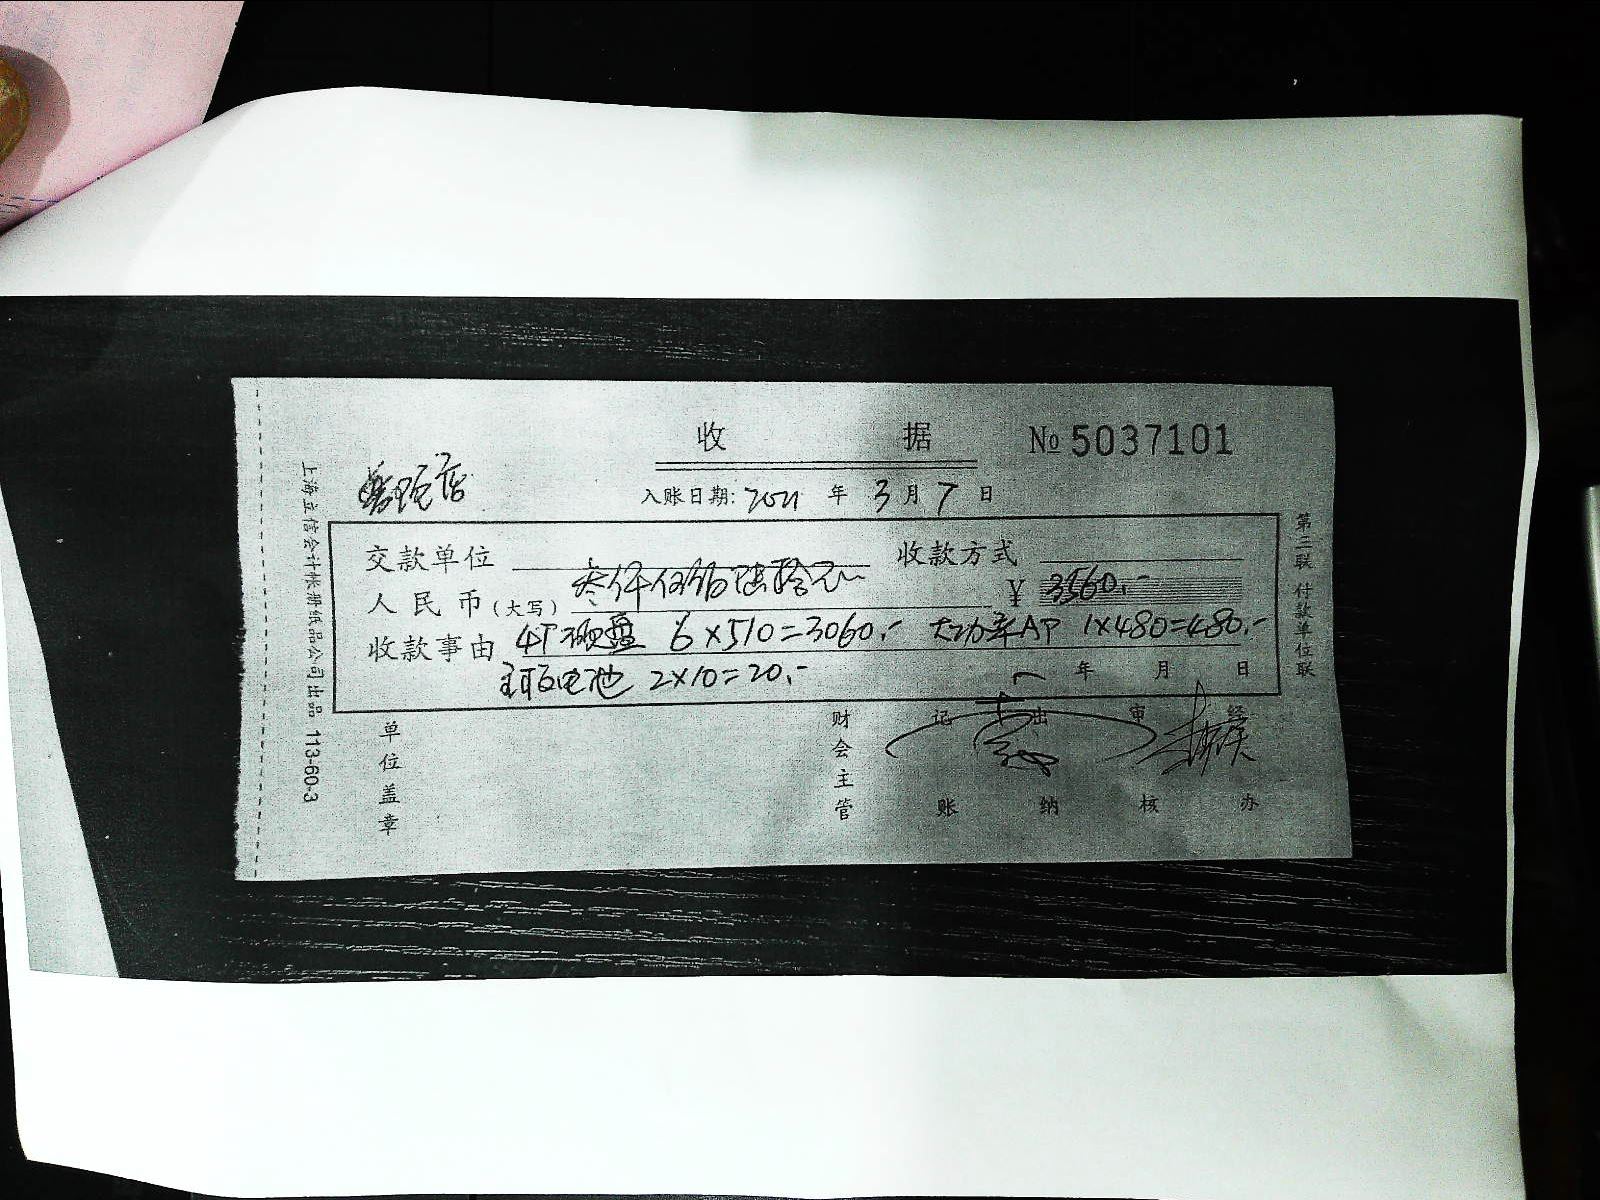 收 据
№ 5037101
入账日期: 2021 年 3 月 7 日
交款单位 收款方式
人民币(大写) 叁仟伍佰陆拾元 ¥ 3560.-
收款事由 4T硬盘 6×510=3060.- 大功率AP 1×480=480.-
电池 2×10=20.-
年 月 日
单位盖章 财会主管 记账 出纳 审核 经办
上海立信会计帐册纸品公司出品 113-60-3
第三联 付款单位联